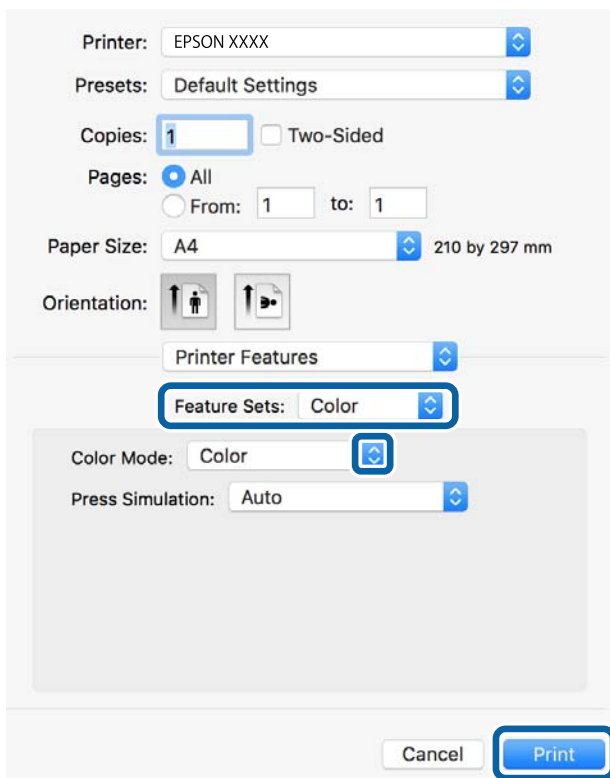 Printer: EPSON XXXX
Presets: Default Settings
Copies: 1 Two-Sided
Pages: All
From: 1 to: 1
Paper Size: A4 210 by 297 mm
Orientation:
Printer Features
Feature Sets: Color
Color Mode: Color
Press Simulation: Auto
Cancel Print